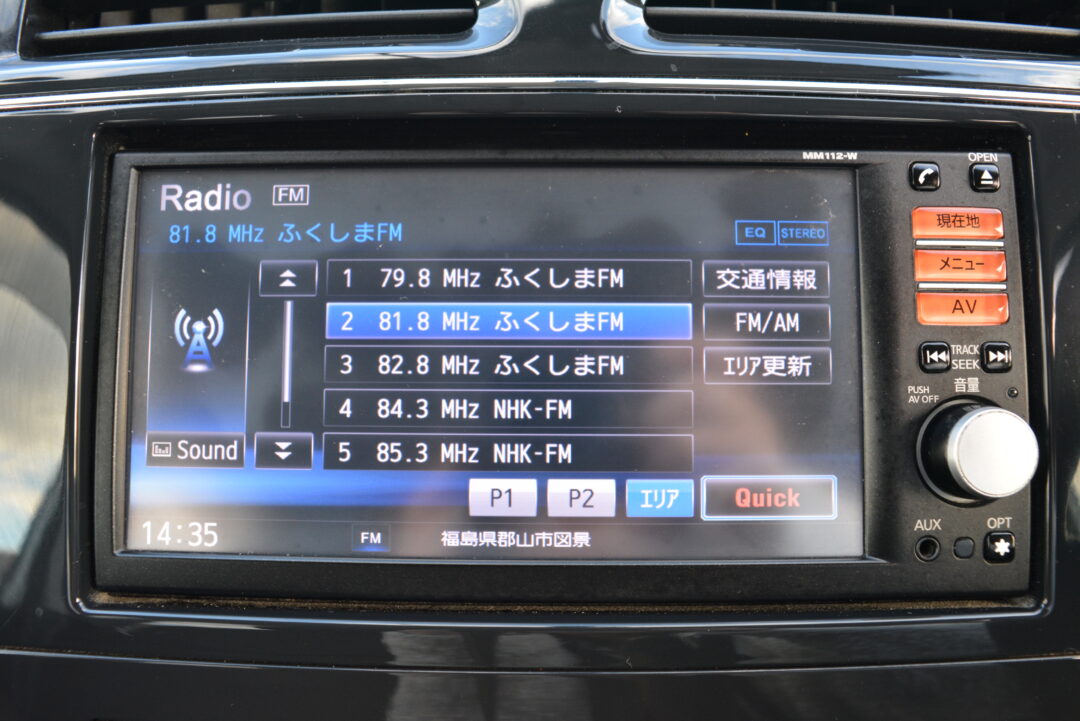 MM112-W
OPEN
Radio FM
81.8 MHz ふくしまFM
EQ STEREO
1 79.8 MHz ふくしまFM
2 81.8 MHz ふくしまFM
3 82.8 MHz ふくしまFM
4 84.3 MHz NHK-FM
5 85.3 MHz NHK-FM
交通情報
FM/AM
エリア更新
Sound
P1 P2 エリア Quick
14:35 FM 福島県郡山市図景
現在地
メニュー
AV
TRACK
SEEK
PUSH
AV OFF
音量
AUX
OPT